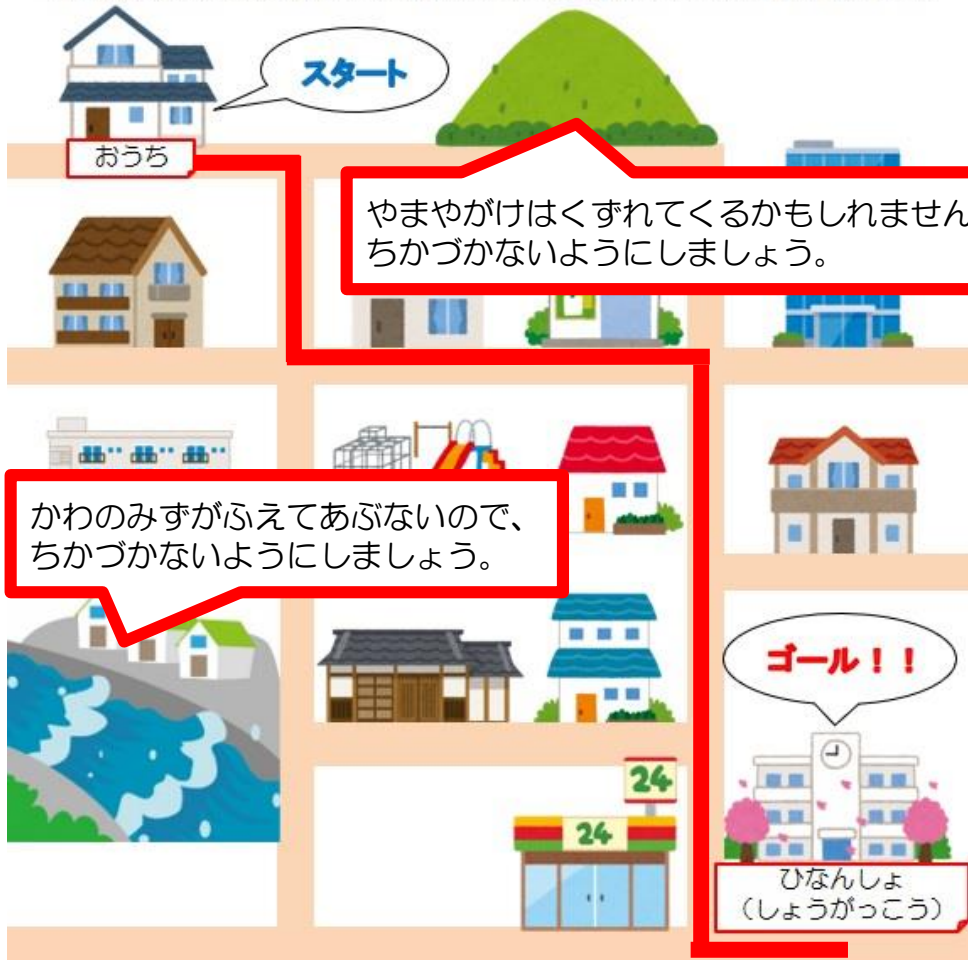 スタート
おうち
やまやがけはくずれてくるかもしれません
ちかづかないようにしましょう。
かわのみずがふえてあぶないので、
ちかづかないようにしましょう。
ゴール！！
24
24
ひなんしょ
（しょうがっこう）